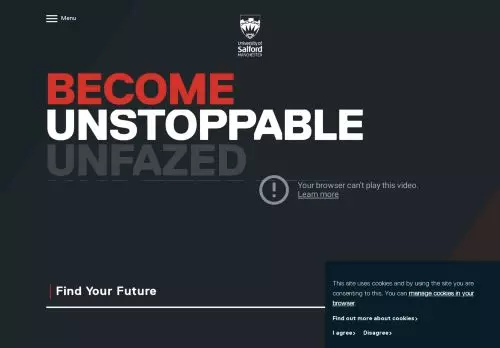 Menu
University of
Salford
MANCHESTER
BECOME
UNSTOPPABLE
UNFAZED
Your browser can't play this video.
Learn more
Find Your Future
This site uses cookies and by using the site you are
consenting to this. You can manage cookies in your
browser.
Find out more about cookies>
I agree> Disagree>